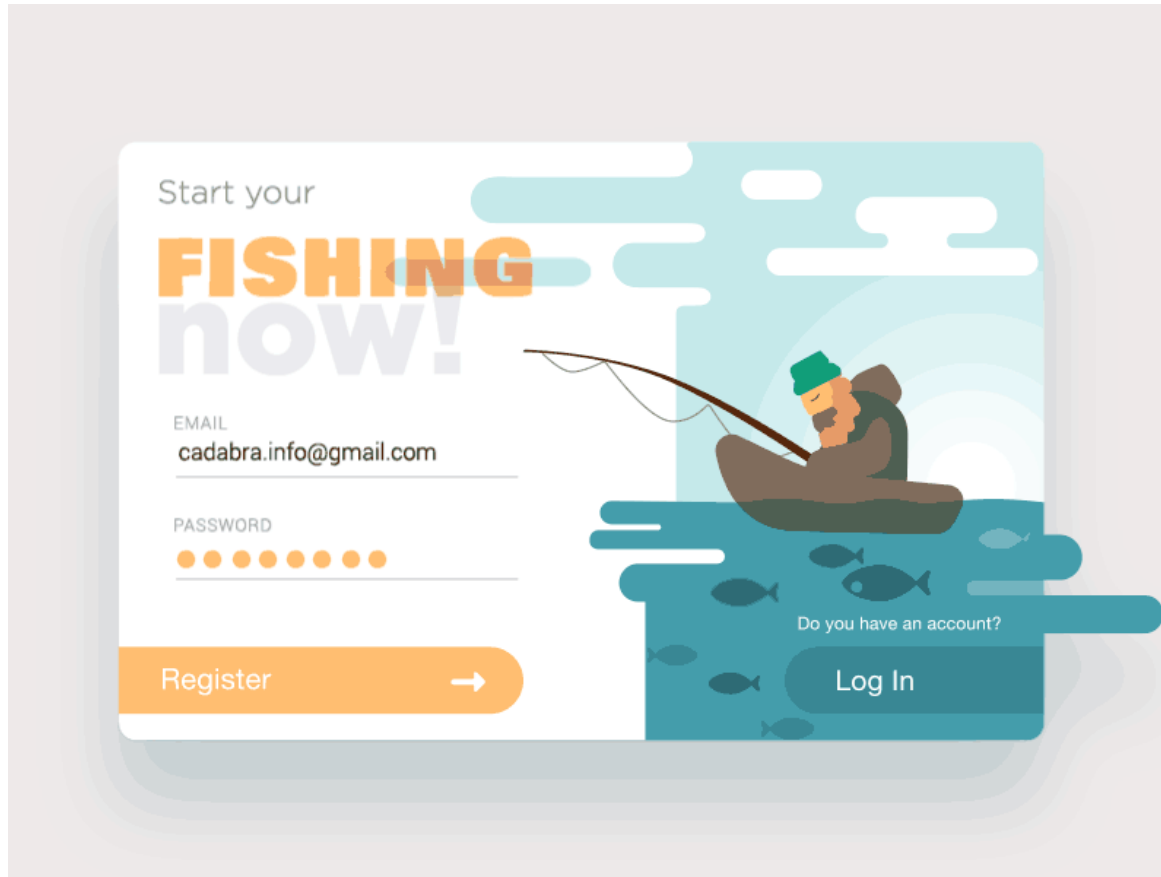 Start your
FISHING
now!
EMAIL
cadabra.info@gmail.com
PASSWORD
Register
Do you have an account?
Log In